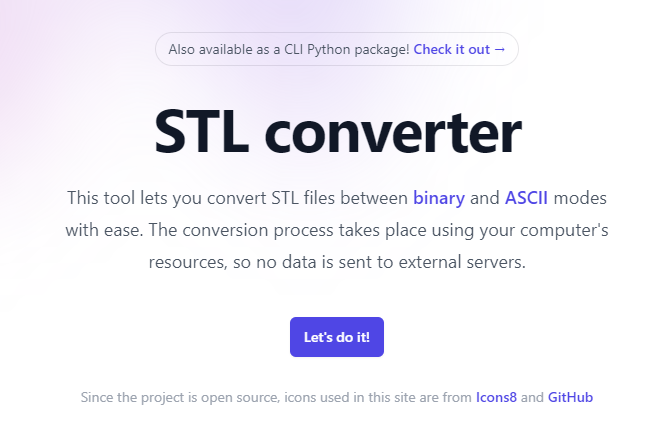 Also available as a CLI Python package! Check it out →
STL converter
This tool lets you convert STL files between binary and ASCII modes
with ease. The conversion process takes place using your computer's
resources, so no data is sent to external servers.
Let's do it!
Since the project is open source, icons used in this site are from Icons8 and GitHub